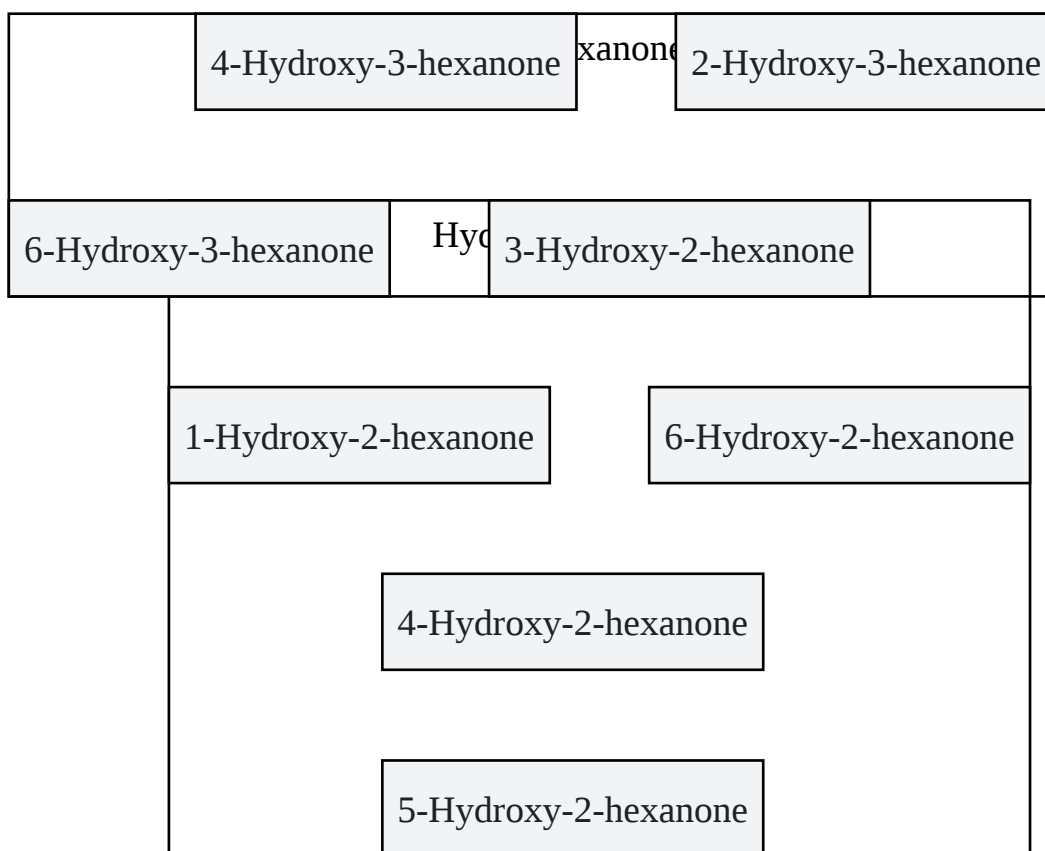 4-Hydroxy-3-hexanone
2-Hydroxy-3-hexanone
6-Hydroxy-3-hexanone
3-Hydroxy-2-hexanone
1-Hydroxy-2-hexanone
6-Hydroxy-2-hexanone
4-Hydroxy-2-hexanone
5-Hydroxy-2-hexanone